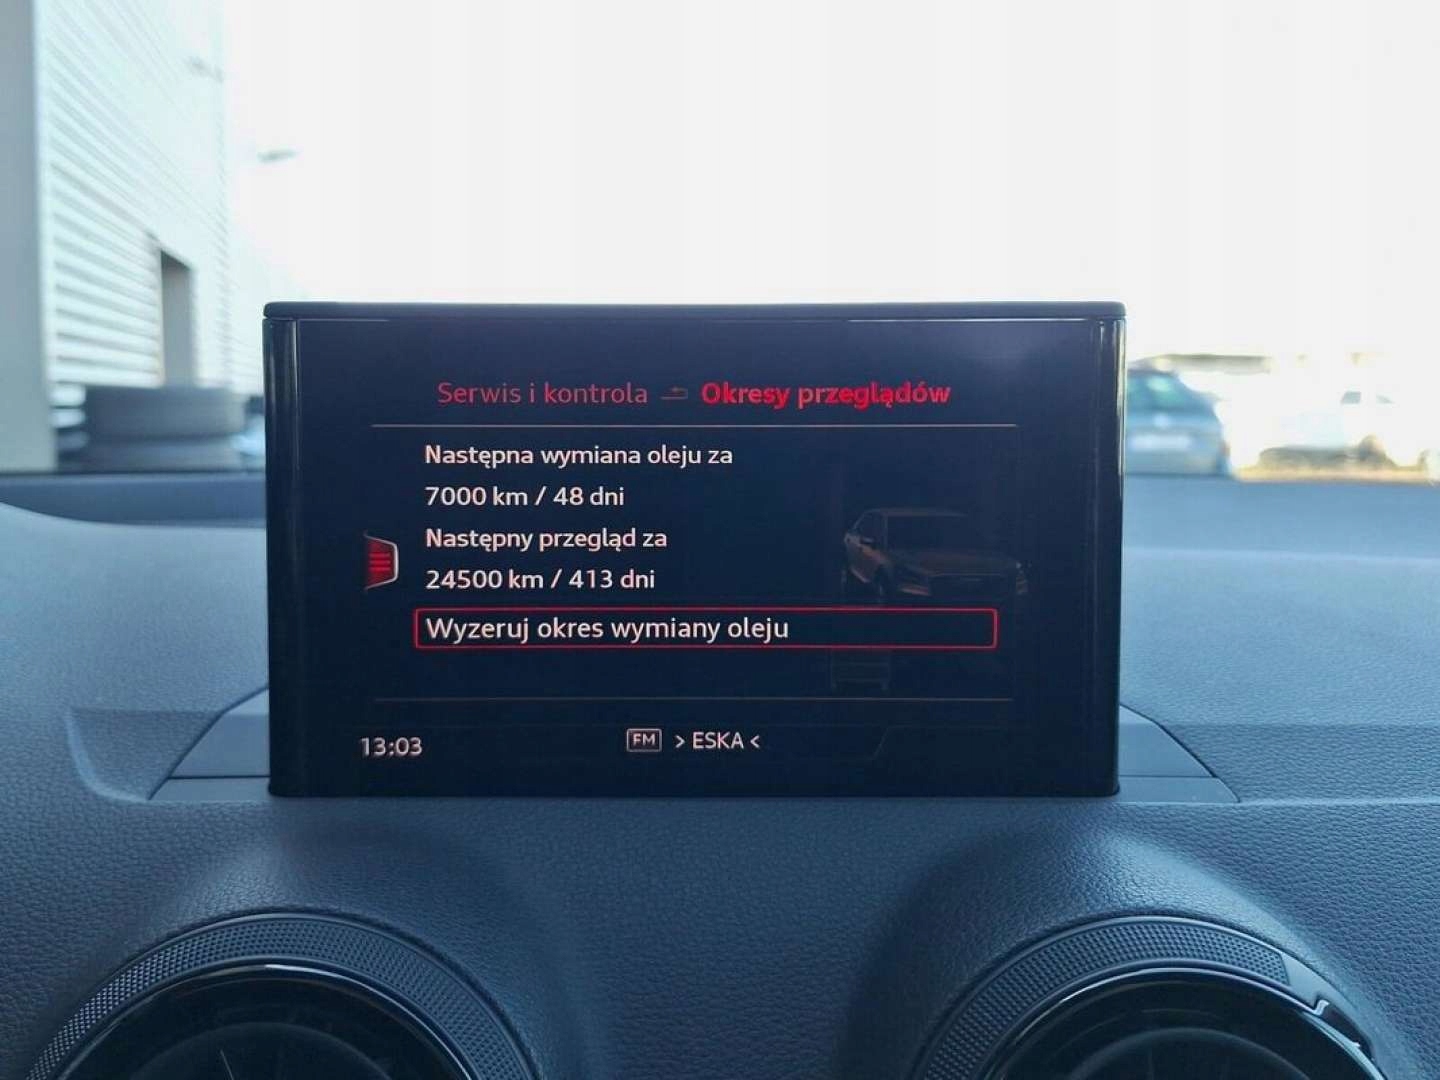 Serwis i kontrola Okresy przeglądów
Następna wymiana oleju za
7000 km / 48 dni
Następny przegląd za
24500 km / 413 dni
Wyzeruj okres wymiany oleju
13:03 FM > ESKA <